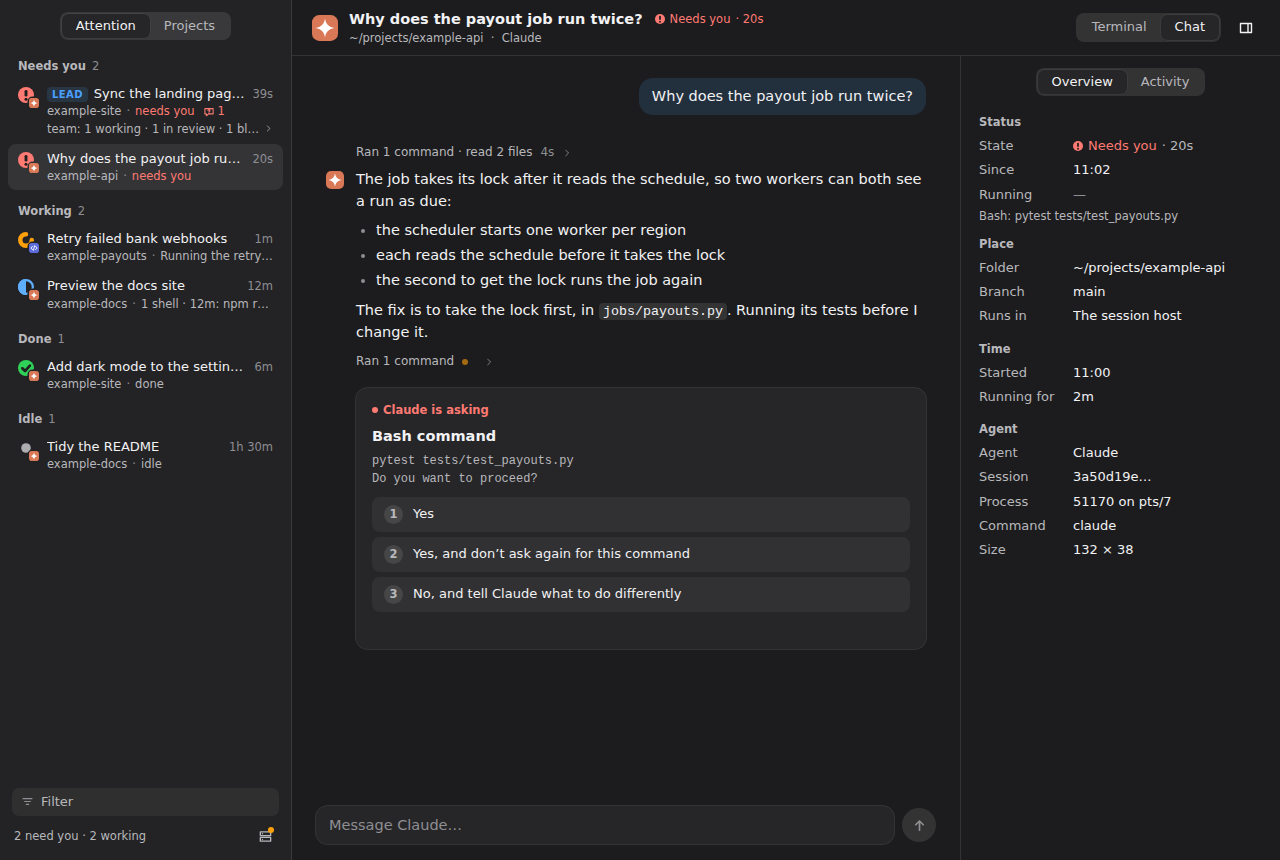 Attention Projects
Needs you 2
LEAD Sync the landing pag… 39s
example-site · needs you 1
team: 1 working · 1 in review · 1 bl…
Why does the payout job ru… 20s
example-api · needs you
Working 2
Retry failed bank webhooks 1m
example-payouts · Running the retry…
Preview the docs site 12m
example-docs · 1 shell · 12m: npm r…
Done 1
Add dark mode to the settin… 6m
example-site · done
Idle 1
Tidy the README 1h 30m
example-docs · idle
Filter
2 need you · 2 working
Why does the payout job run twice? Needs you · 20s
~/projects/example-api · Claude
Terminal Chat
Why does the payout job run twice?
Ran 1 command · read 2 files 4s
The job takes its lock after it reads the schedule, so two workers can both see
a run as due:
• the scheduler starts one worker per region
• each reads the schedule before it takes the lock
• the second to get the lock runs the job again
The fix is to take the lock first, in jobs/payouts.py. Running its tests before I
change it.
Ran 1 command
Claude is asking
Bash command
pytest tests/test_payouts.py
Do you want to proceed?
1 Yes
2 Yes, and don’t ask again for this command
3 No, and tell Claude what to do differently
Message Claude…
Overview Activity
Status
State Needs you · 20s
Since 11:02
Running —
Bash: pytest tests/test_payouts.py
Place
Folder ~/projects/example-api
Branch main
Runs in The session host
Time
Started 11:00
Running for 2m
Agent
Agent Claude
Session 3a50d19e…
Process 51170 on pts/7
Command claude
Size 132 × 38